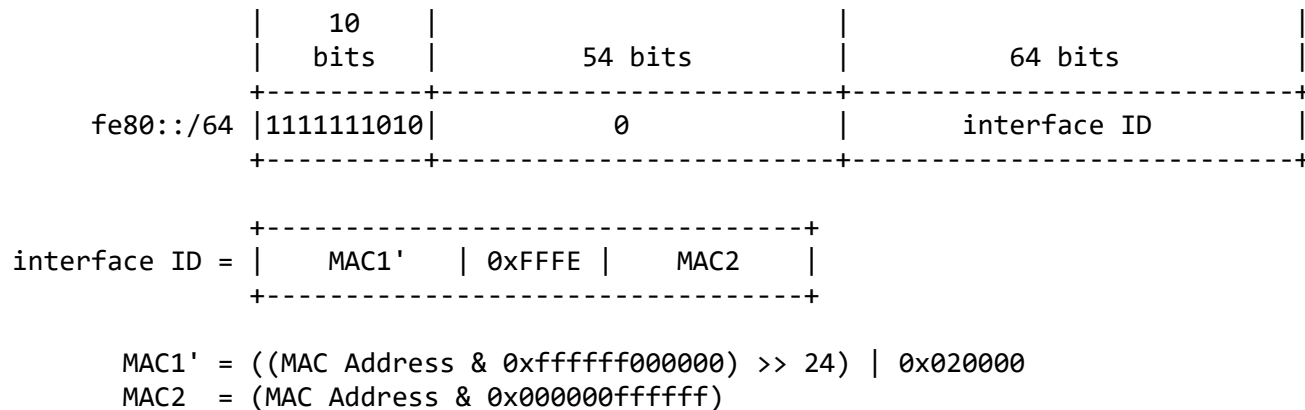 | 10 | | |
| bits | 54 bits | 64 bits |
+----------+-------------------------+----------------------------+
fe80::/64 |1111111010| 0 | interface ID |
+----------+-------------------------+----------------------------+
+----------------------------------+
interface ID = | MAC1' | 0xFFFE | MAC2 |
+----------------------------------+
MAC1' = ((MAC Address & 0xffffff000000) >> 24) | 0x020000
MAC2 = (MAC Address & 0x000000ffffff)